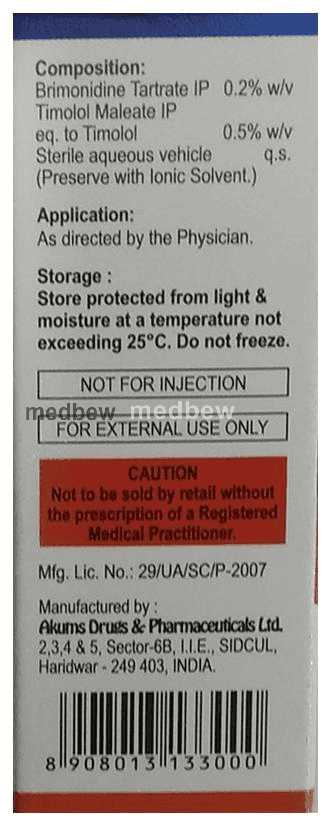 Composition:
Brimonidine Tartrate IP 0.2% w/v
Timolol Maleate IP
eq. to Timolol 0.5% w/v
Sterile aqueous vehicle q.s.
(Preserve with Ionic Solvent.)
Application:
As directed by the Physician.
Storage :
Store protected from light &
moisture at a temperature not
exceeding 25°C. Do not freeze.
NOT FOR INJECTION
medbew medbew
FOR EXTERNAL USE ONLY
CAUTION
Not to be sold by retail without
the prescription of a Registered
Medical Practitioner.
Mfg. Lic. No.: 29/UA/SC/P-2007
Manufactured by :
Akums Drugs & Pharmaceuticals Ltd.
2,3,4 & 5, Sector-6B, I.I.E., SIDCUL,
Haridwar - 249 403, INDIA.
8 908013 133000